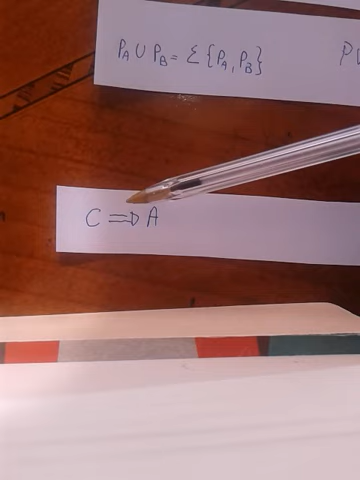 P_A ∪ P_B = Σ {P_A, P_B}
C ⇒ A